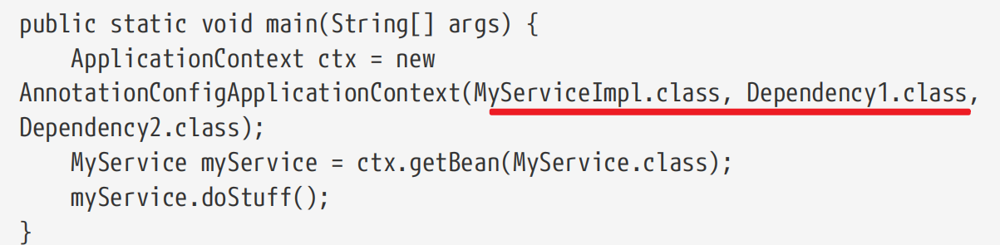 public static void main(String[] args) {
    ApplicationContext ctx = new
AnnotationConfigApplicationContext(MyServiceImpl.class, Dependency1.class,
Dependency2.class);
    MyService myService = ctx.getBean(MyService.class);
    myService.doStuff();
}